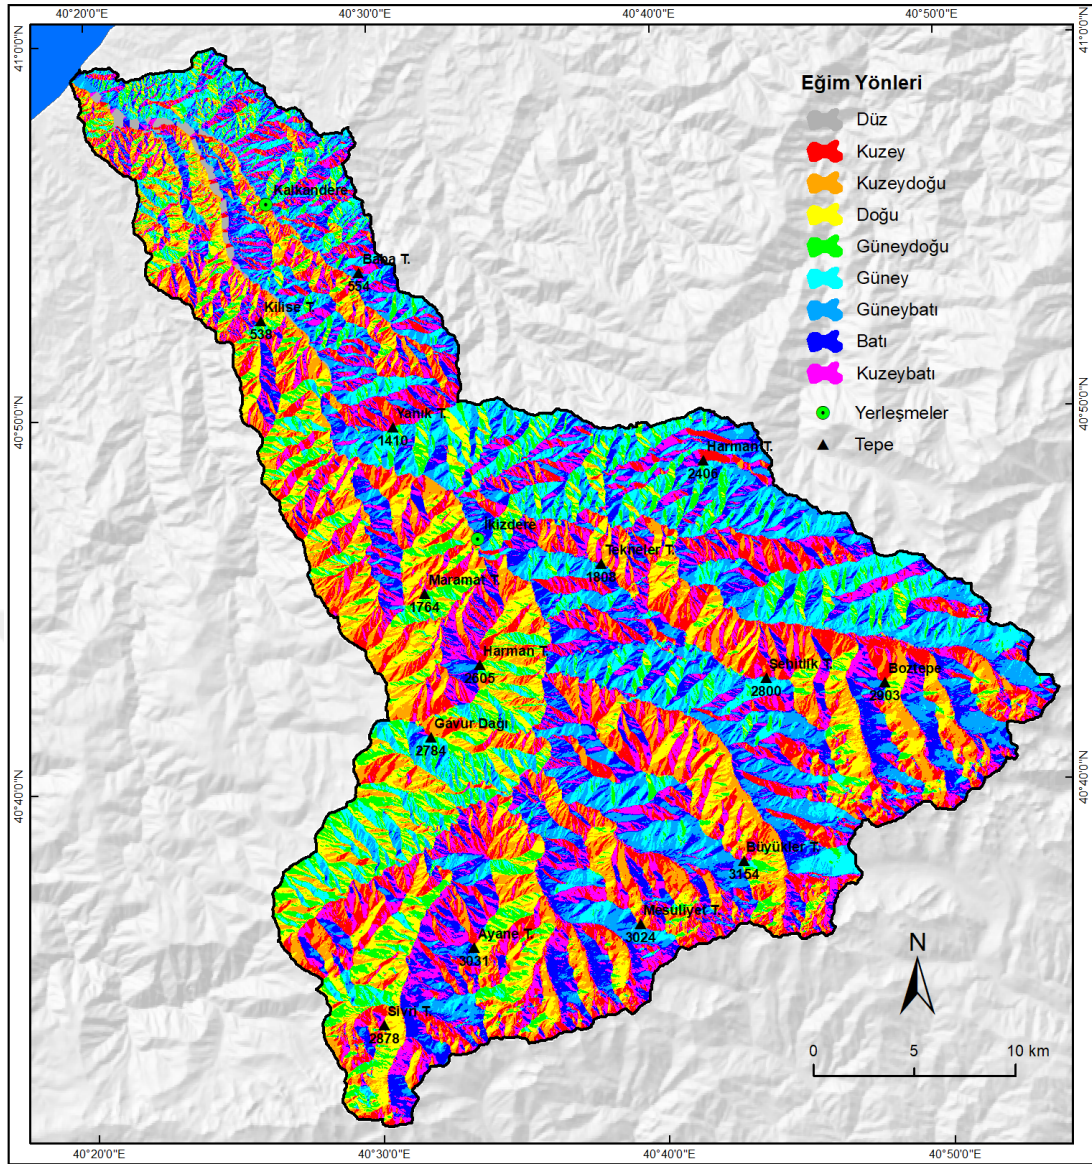 40°20'0"E
40°30'0"E
40°40'0"E
40°50'0"E
41°0'0"N
41°0'0"N
Eğim Yönleri
Düz
Kuzey
Kuzeydoğu
Doğu
Güneydoğu
Güney
Güneybatı
Batı
Kuzeybatı
Yerleşmeler
Tepe
Kalkandere
Baba T.
554
Kilise T.
538
40°50'0"N
40°50'0"N
Yanık T.
1410
Harman T.
2406
İkizdere
Tekneler T.
1808
Maramat T.
1764
Harman T.
2605
Şehitlik T.
2800
Boztepe
2903
Gavur Dağı
2784
40°40'0"N
40°40'0"N
Büyükler T.
3154
Mesuliyet T.
3024
Ayane T.
3031
Sivri T.
2878
N
0
5
10 km
40°20'0"E
40°30'0"E
40°40'0"E
40°50'0"E